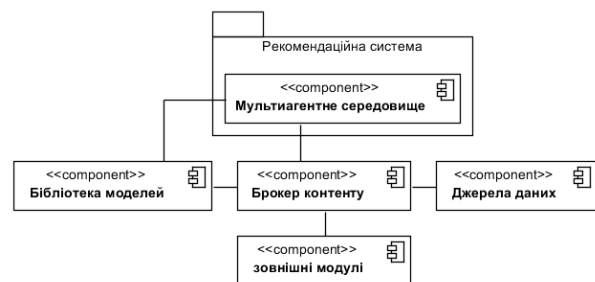 Рекомендаційна система
<<component>>
Мультиагентне середовище
<<component>>
Бібліотека моделей
<<component>>
Брокер контенту
<<component>>
Джерела даних
<<component>>
зовнішні модулі